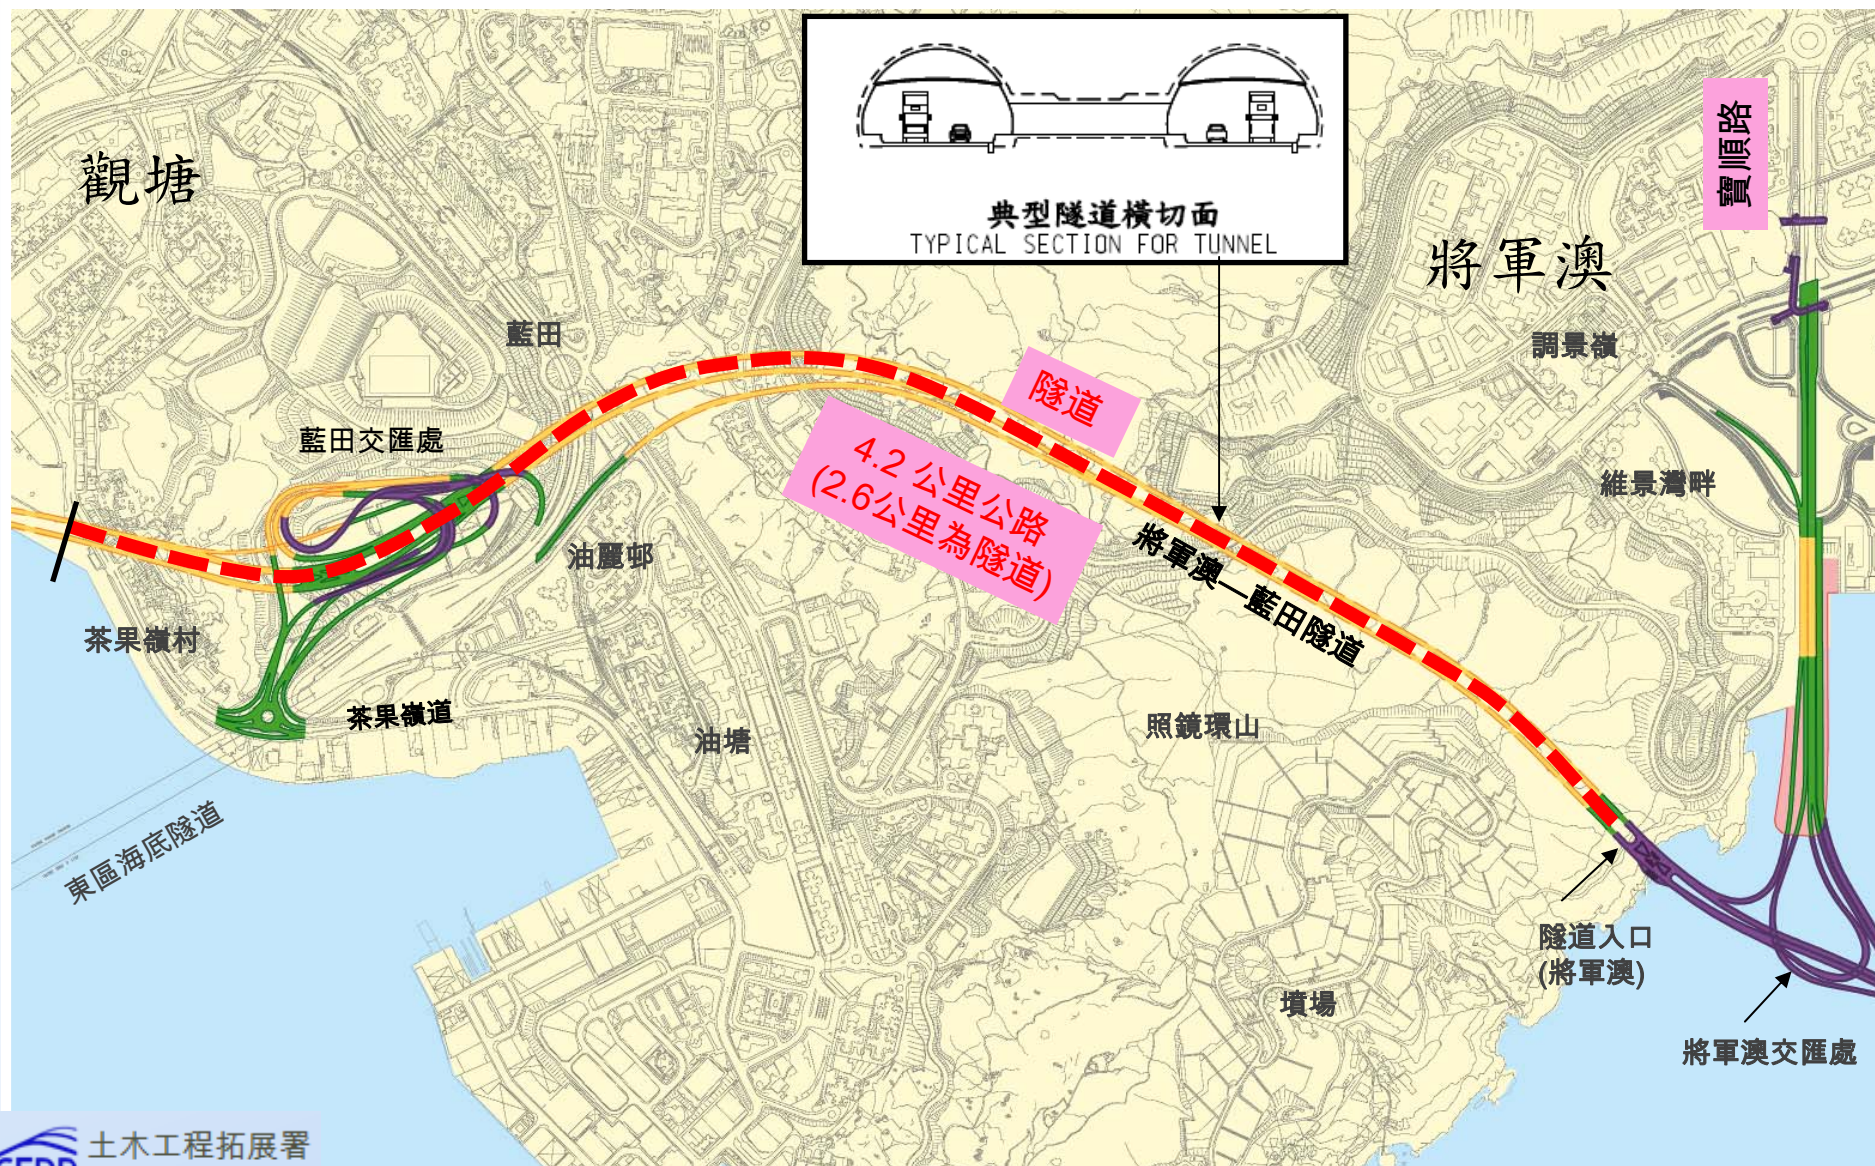 典型隧道橫切面
TYPICAL SECTION FOR TUNNEL
寶順路
觀塘
將軍澳
藍田
調景嶺
隧道
藍田交匯處
4.2 公里公路
(2.6公里為隧道)
維景灣畔
將軍澳—藍田隧道
油麗邨
茶果嶺村
茶果嶺道
油塘
照鏡環山
東區海底隧道
隧道入口
(將軍澳)
墳場
將軍澳交匯處
土木工程拓展署
CEDD